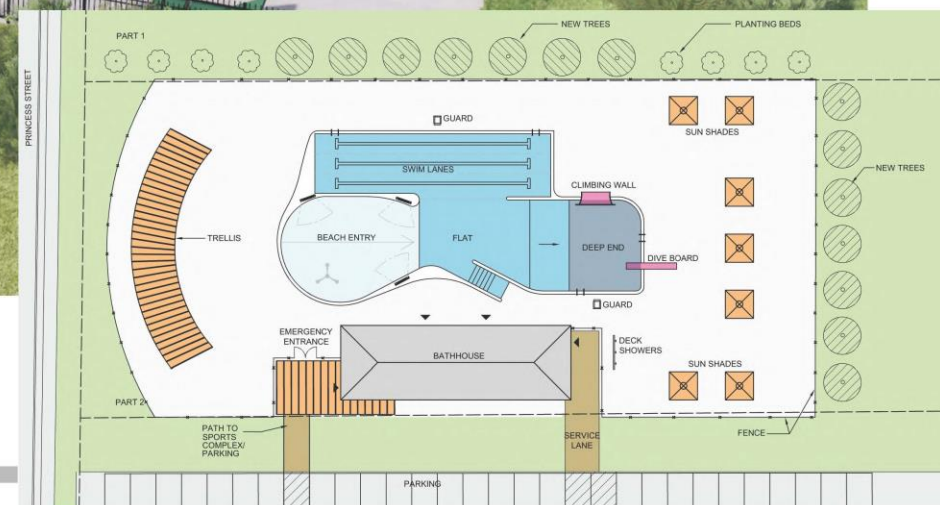 PART 1
NEW TREES
PLANTING BEDS
PRINCESS STREET
GUARD
SUN SHADES
SWIM LANES
CLIMBING WALL
NEW TREES
TRELLIS
BEACH ENTRY
FLAT
DEEP END
DIVE BOARD
GUARD
EMERGENCY
ENTRANCE
BATHHOUSE
DECK
SHOWERS
SUN SHADES
PART 2
PATH TO
SPORTS
COMPLEX/
PARKING
SERVICE
LANE
FENCE
PARKING